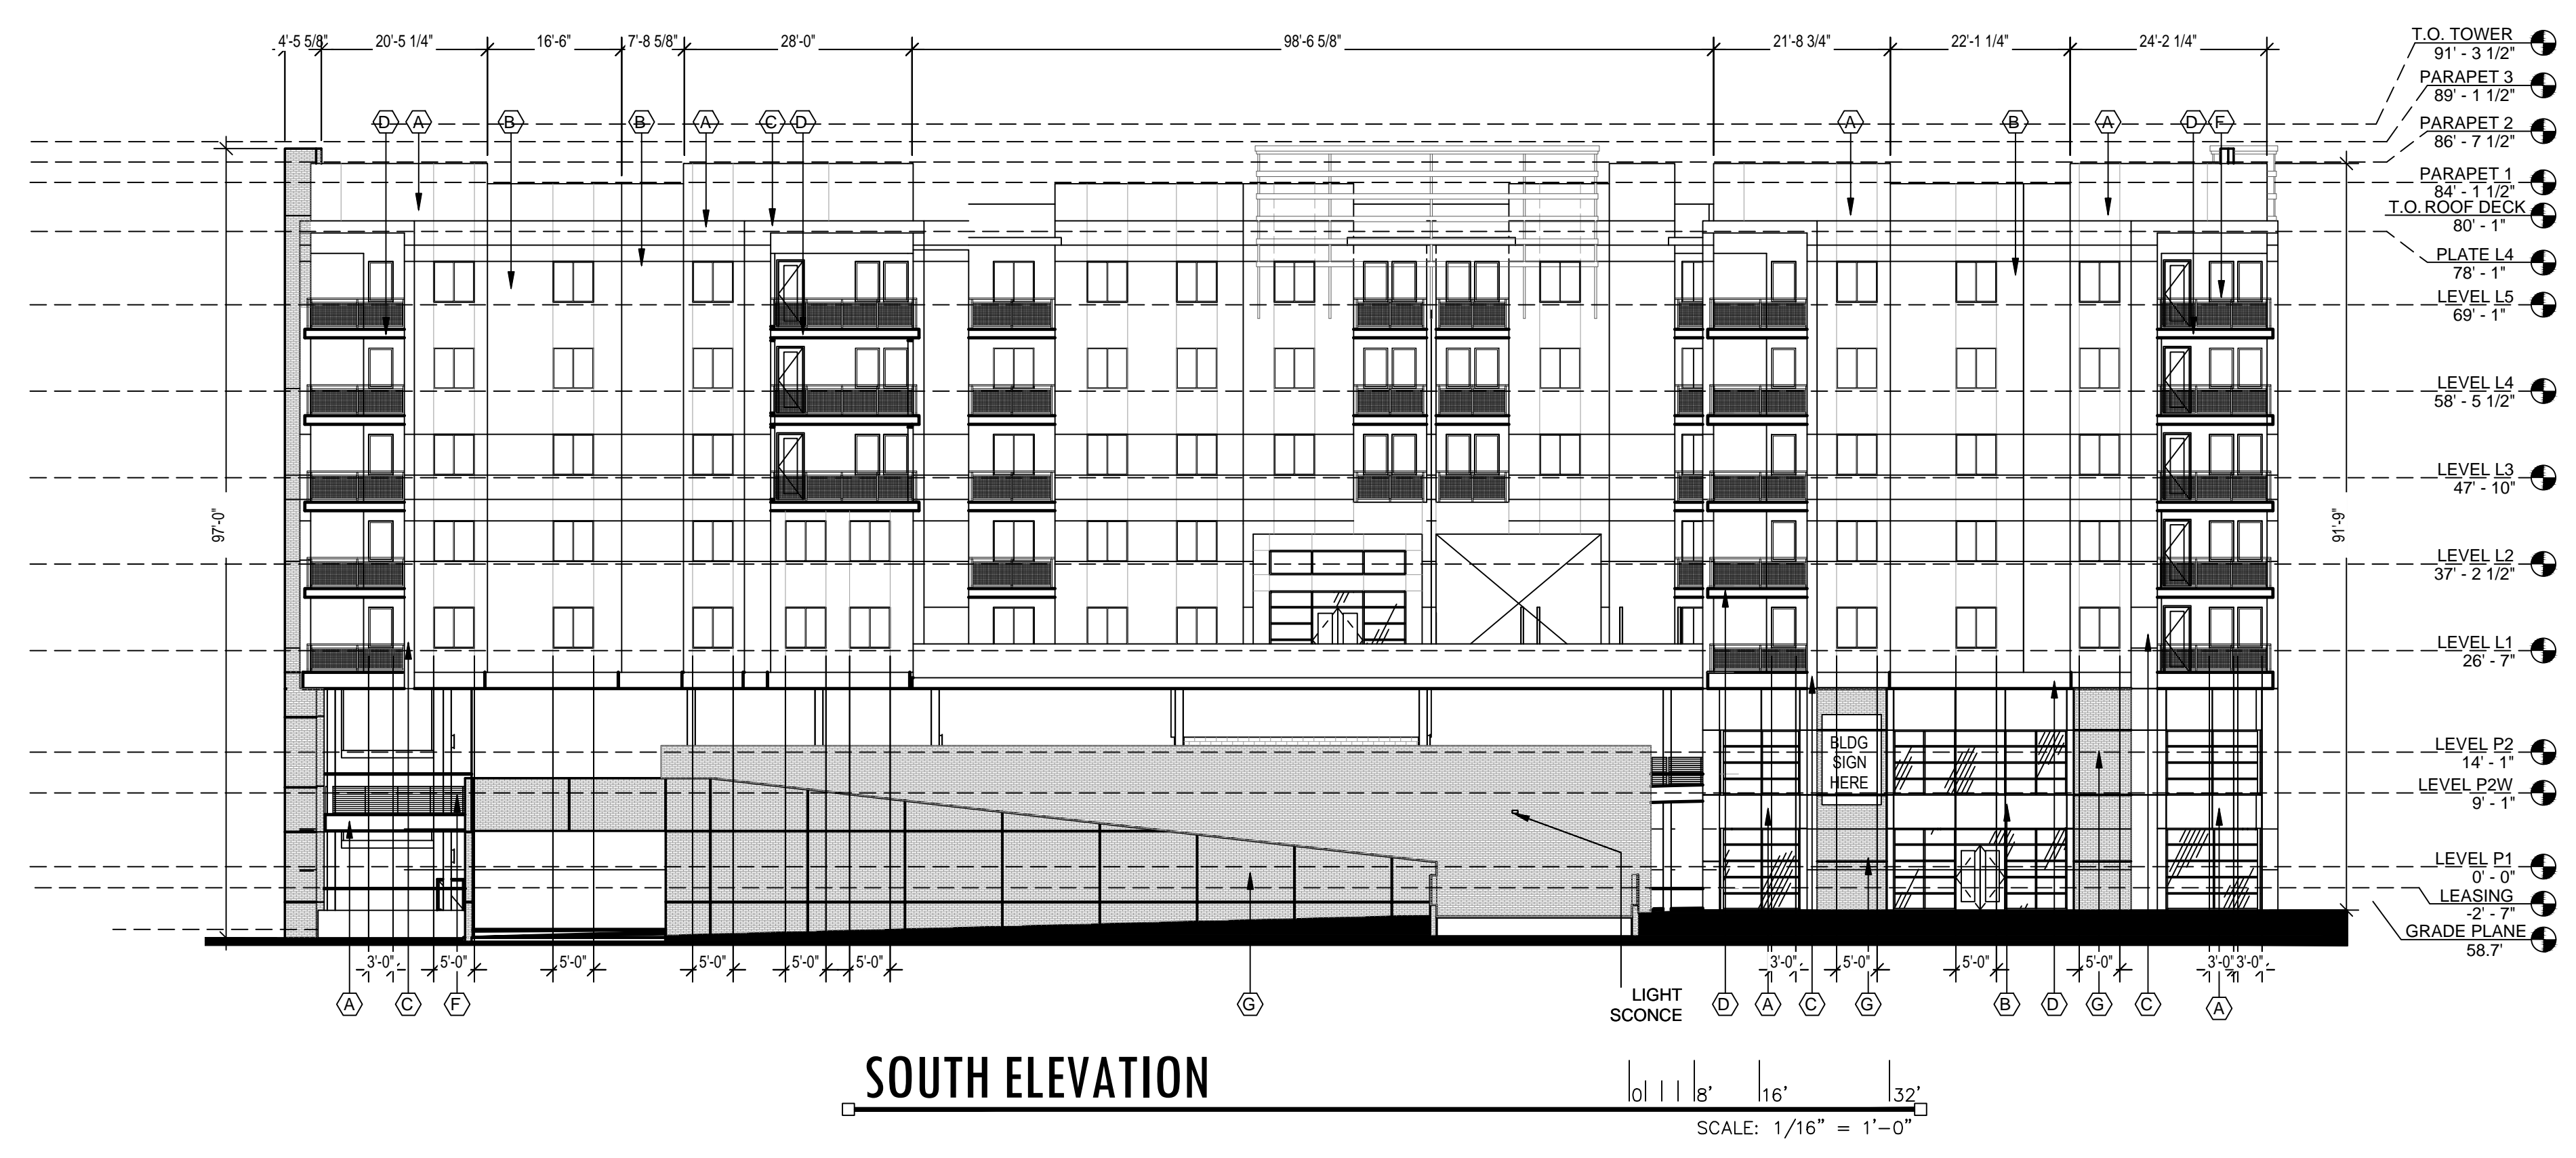 4'-5 5/8" 20'-5 1/4" 16'-6" 7'-8 5/8" 28'-0" 98'-6 5/8" 21'-8 3/4" 22'-1 1/4" 24'-2 1/4"
D A B B A C D A B A D F
T.O. TOWER
91' - 3 1/2"
PARAPET 3
89' - 1 1/2"
PARAPET 2
86' - 7 1/2"
PARAPET 1
84' - 1 1/2"
T.O. ROOF DECK
80' - 1"
PLATE L4
78' - 1"
LEVEL L5
69' - 1"
LEVEL L4
58' - 5 1/2"
LEVEL L3
47' - 10"
LEVEL L2
37' - 2 1/2"
LEVEL L1
26' - 7"
LEVEL P2
14' - 1"
LEVEL P2W
9' - 1"
LEVEL P1
0' - 0"
LEASING
-2' - 7"
GRADE PLANE
58.7'
97'-0"
91'-9"
BLDG
SIGN
HERE
3'-0" 5'-0" 5'-0" 5'-0" 5'-0" 5'-0" 3'-0" 5'-0" 5'-0" 5'-0" 3'-0" 3'-0"
A C F G D A C G B D G C A
LIGHT
SCONCE
SOUTH ELEVATION
0 8' 16' 32'
SCALE: 1/16" = 1'-0"